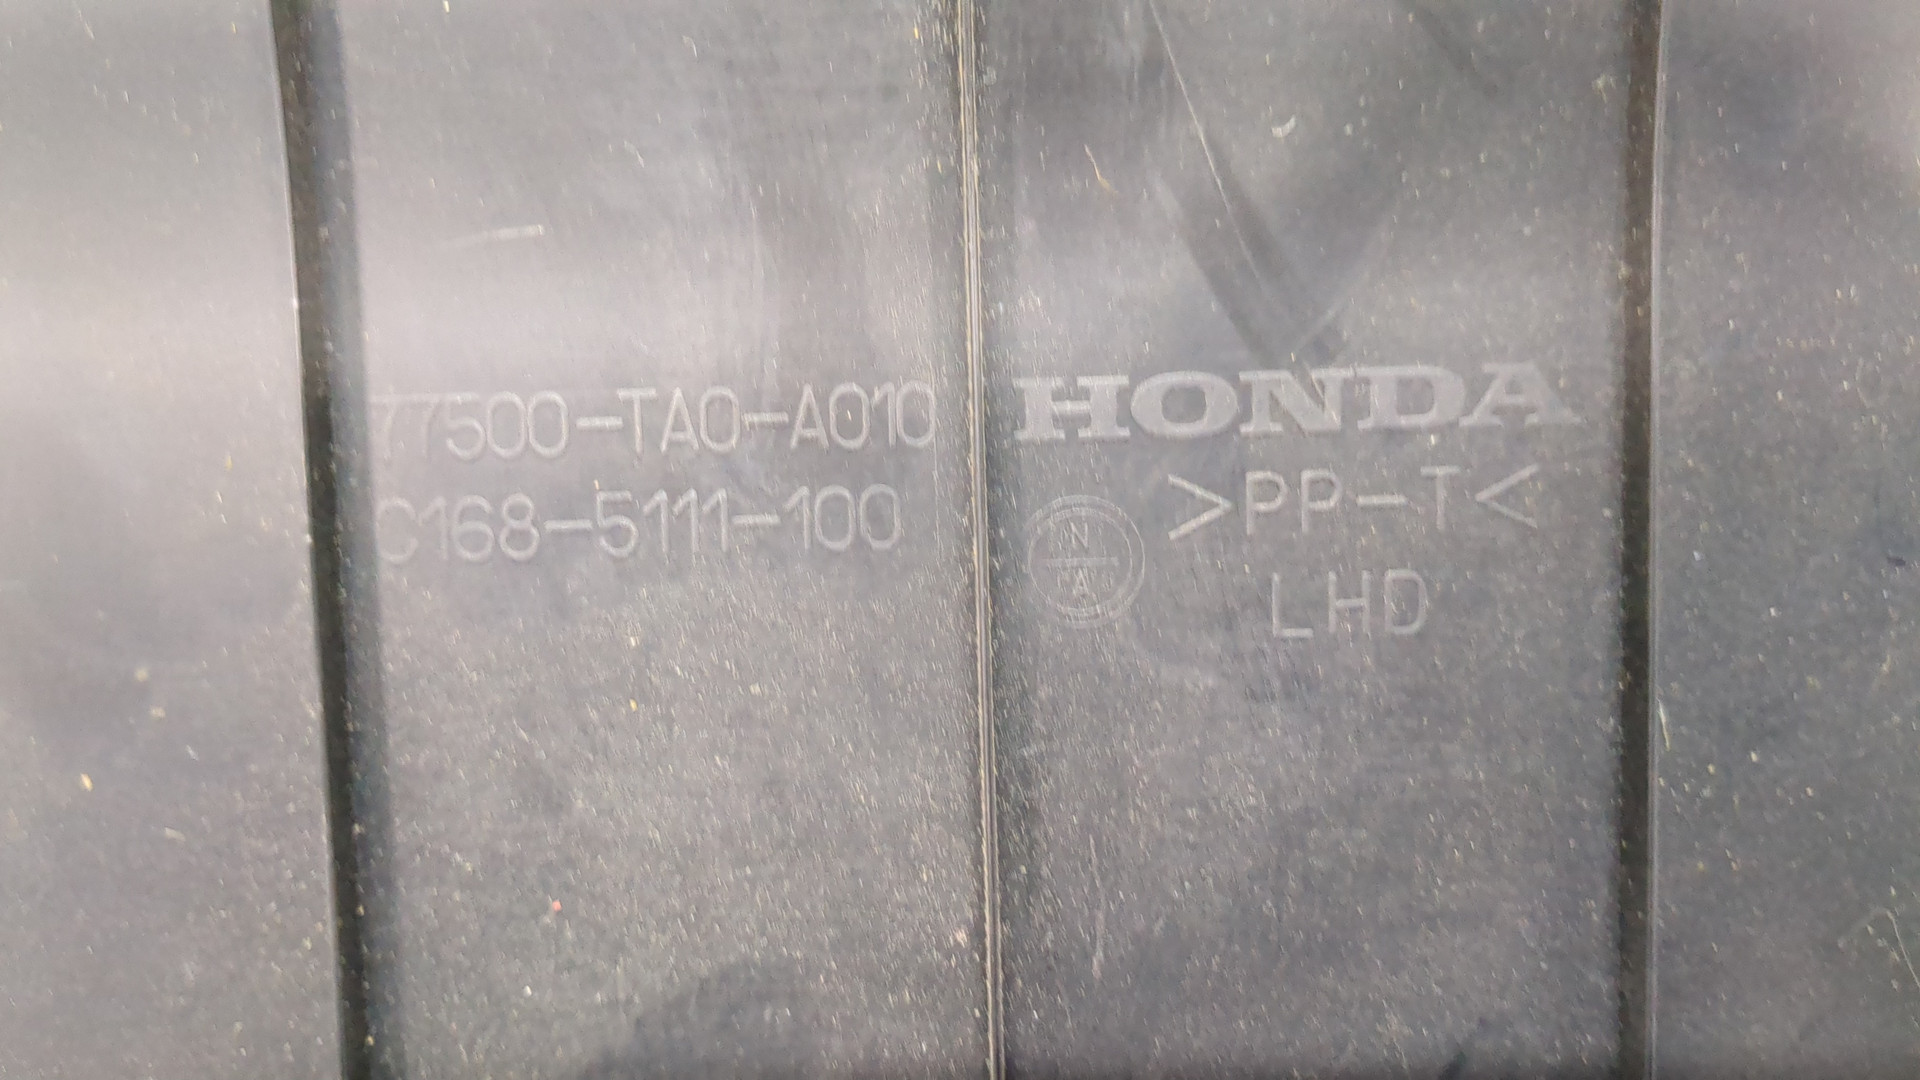 77500-TA0-A010
C168-5111-100
HONDA
>PP-T<
LHD
N
A